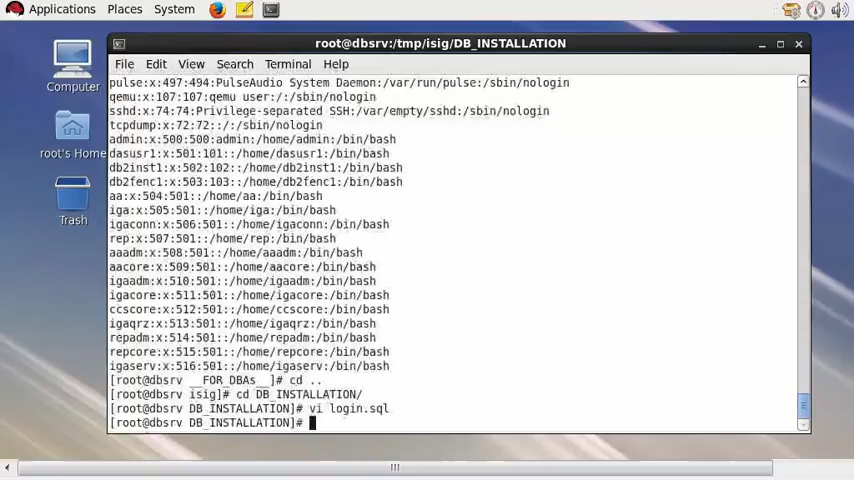 Applications Places System
root@dbsrv:/tmp/isig/DB_INSTALLATION
File Edit View Search Terminal Help
pulse:x:497:494:PulseAudio System Daemon:/var/run/pulse:/sbin/nologin
qemu:x:107:107:qemu user:/:/sbin/nologin
sshd:x:74:74:Privilege-separated SSH:/var/empty/sshd:/sbin/nologin
tcpdump:x:72:72::/:/sbin/nologin
admin:x:500:500:admin:/home/admin:/bin/bash
dasusr1:x:501:101::/home/dasusr1:/bin/bash
db2inst1:x:502:102::/home/db2inst1:/bin/bash
db2fenc1:x:503:103::/home/db2fenc1:/bin/bash
aa:x:504:501::/home/aa:/bin/bash
iga:x:505:501::/home/iga:/bin/bash
igaconn:x:506:501::/home/igaconn:/bin/bash
rep:x:507:501::/home/rep:/bin/bash
aaadm:x:508:501::/home/aaadm:/bin/bash
aacore:x:509:501::/home/aacore:/bin/bash
igaadm:x:510:501::/home/igaadm:/bin/bash
igacore:x:511:501::/home/igacore:/bin/bash
ccscore:x:512:501::/home/ccscore:/bin/bash
igaqrz:x:513:501::/home/igaqrz:/bin/bash
repadm:x:514:501::/home/repadm:/bin/bash
repcore:x:515:501::/home/repcore:/bin/bash
igaserv:x:516:501::/home/igaserv:/bin/bash
[root@dbsrv __FOR_DBAs__]# cd ..
[root@dbsrv isig]# cd DB_INSTALLATION/
[root@dbsrv DB_INSTALLATION]# vi login.sql
[root@dbsrv DB_INSTALLATION]#
Computer
root's Home
Trash